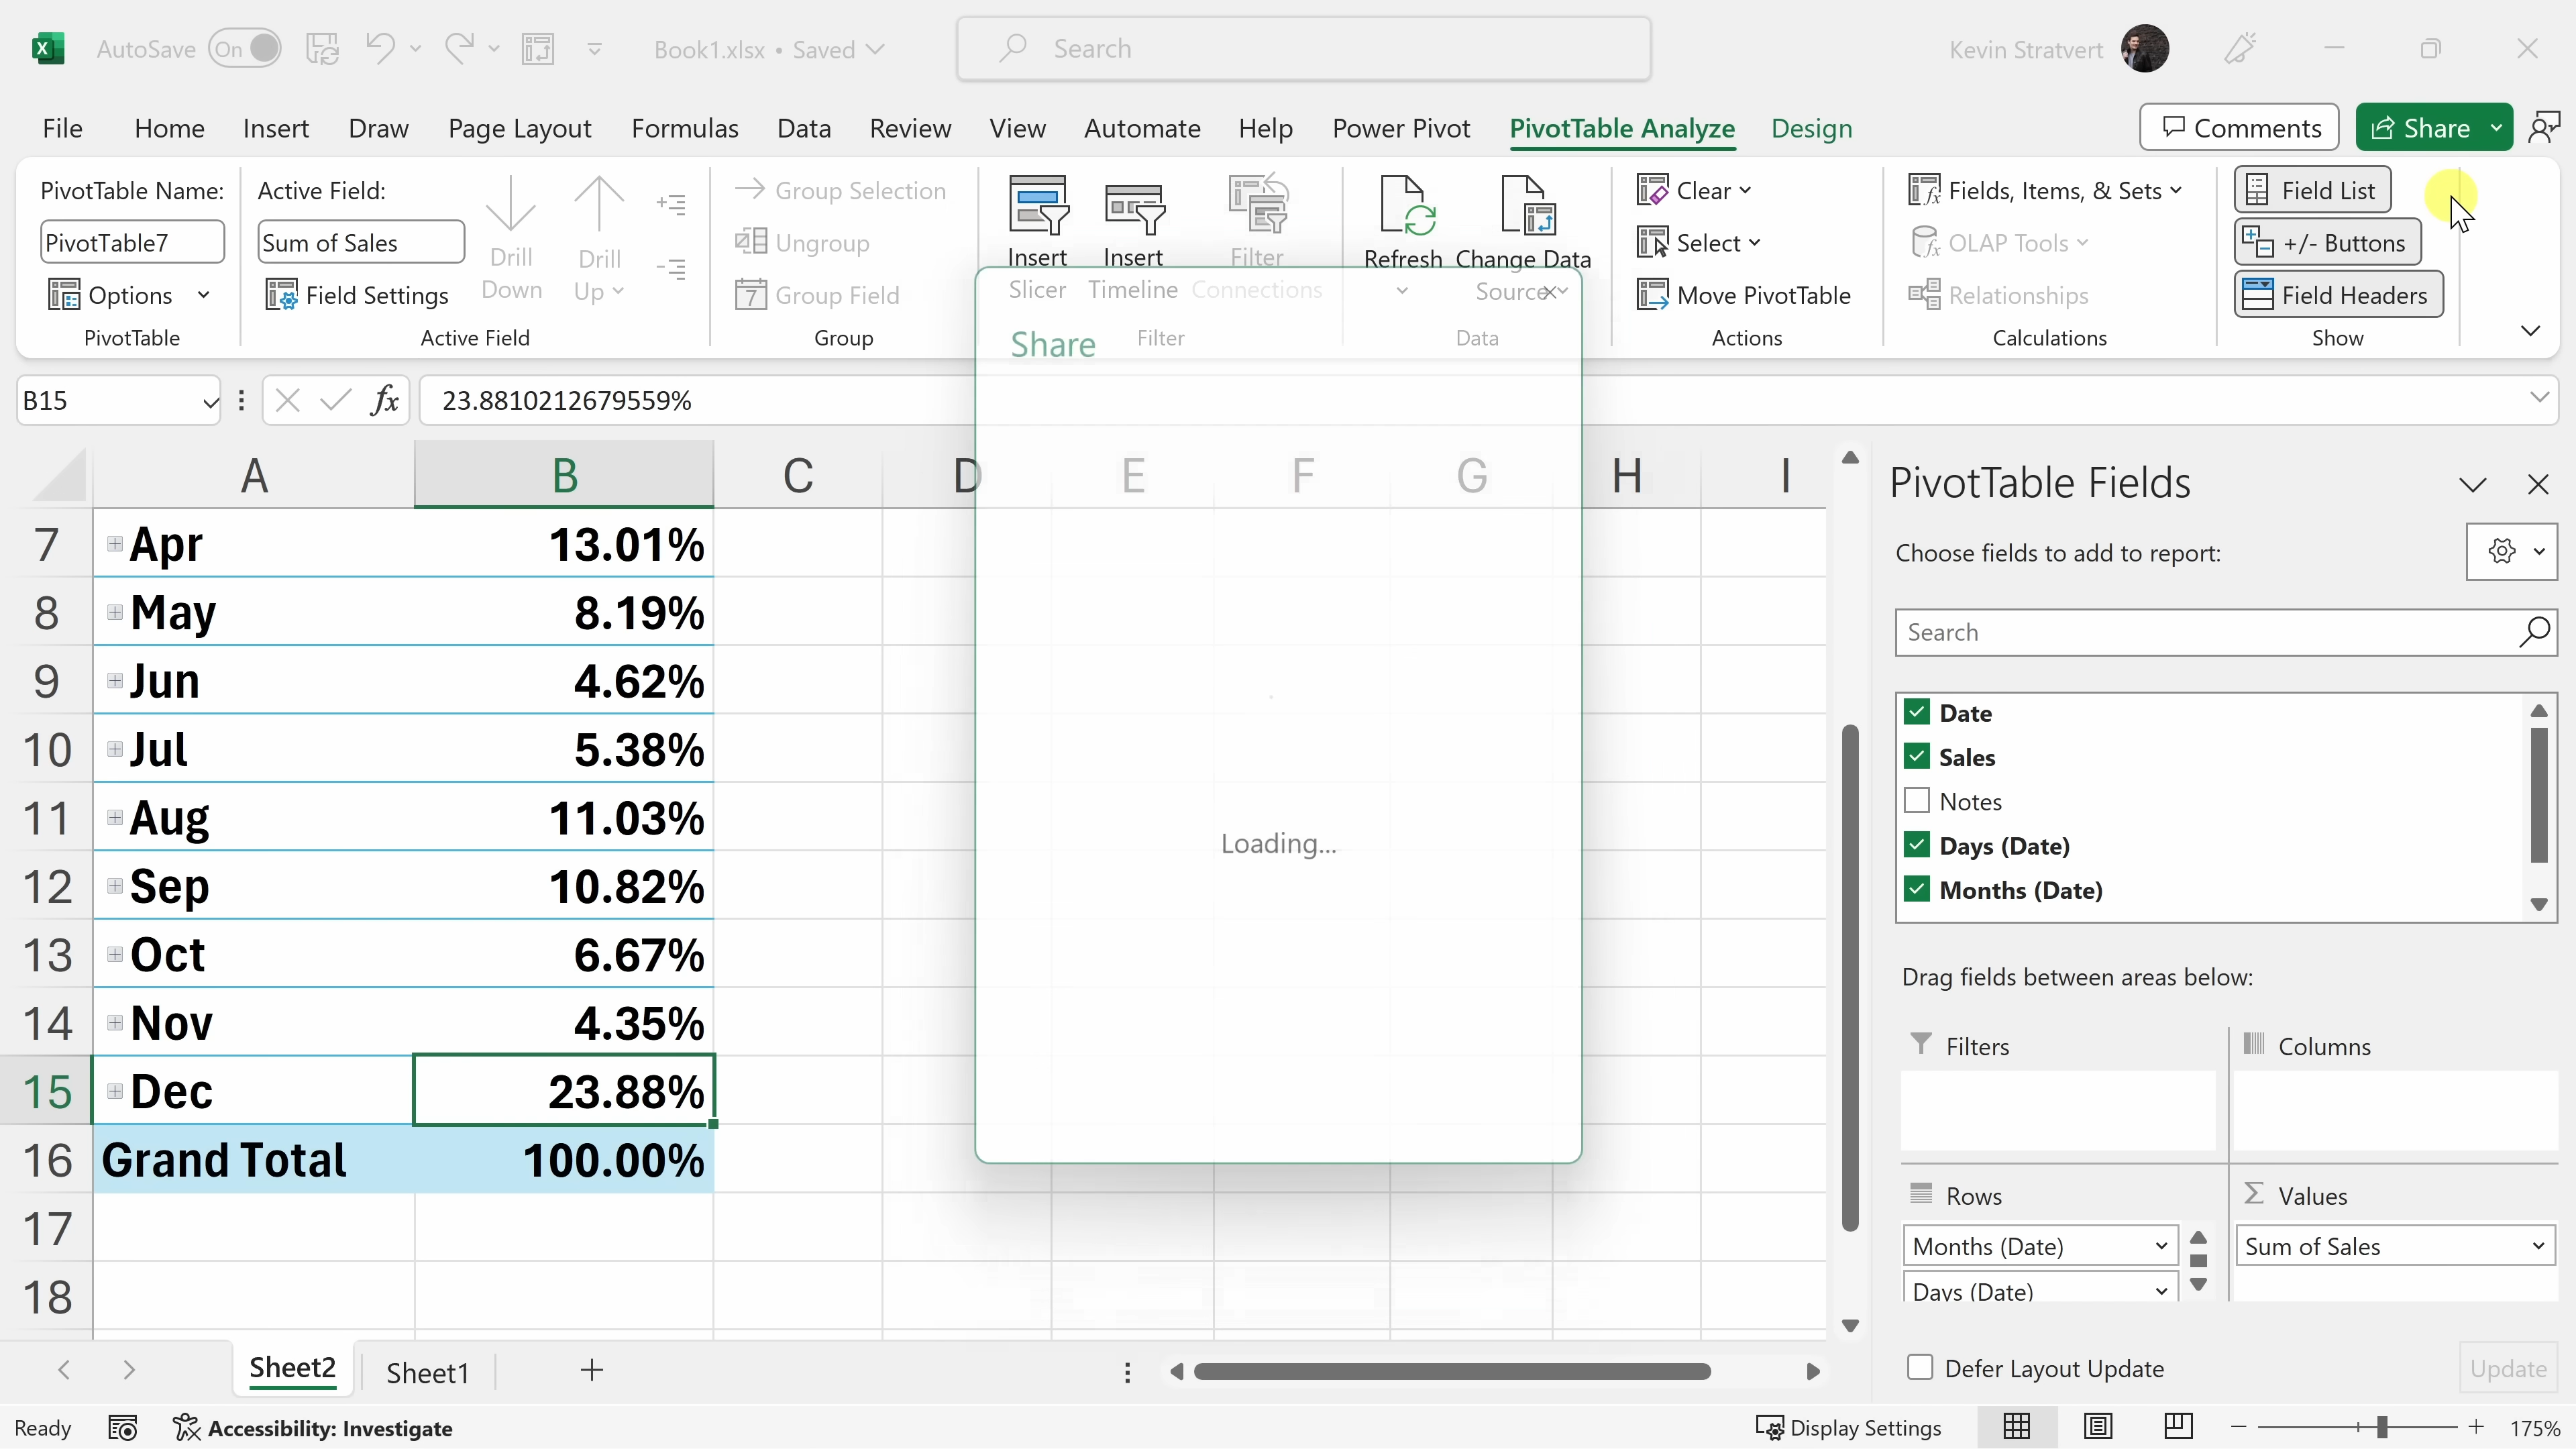 AutoSave On Book1.xlsx • Saved Search Kevin Stratvert
File Home Insert Draw Page Layout Formulas Data Review View Automate Help Power Pivot PivotTable Analyze Design Comments Share
PivotTable Name:
PivotTable7
Options
PivotTable
Active Field:
Sum of Sales
Field Settings
Drill Down
Drill Up
Active Field
Group Selection
Ungroup
7 Group Field
Group
Insert Slicer
Insert Timeline
Filter Connections
Filter
Refresh
Change Data Source
Data
Clear
Select
Move PivotTable
Actions
Fields, Items, & Sets
OLAP Tools
Relationships
Calculations
Field List
+/- Buttons
Field Headers
Show
B15 fx 23.8810212679559%
A B C D E F G H I
7 Apr 13.01%
8 May 8.19%
9 Jun 4.62%
10 Jul 5.38%
11 Aug 11.03%
12 Sep 10.82%
13 Oct 6.67%
14 Nov 4.35%
15 Dec 23.88%
16 Grand Total 100.00%
17
18
Share
Loading...
PivotTable Fields
Choose fields to add to report:
Search
Date
Sales
Notes
Days (Date)
Months (Date)
Drag fields between areas below:
Filters
Columns
Rows
Months (Date)
Days (Date)
Σ Values
Sum of Sales
Defer Layout Update Update
Sheet2 Sheet1
Ready Accessibility: Investigate Display Settings 175%